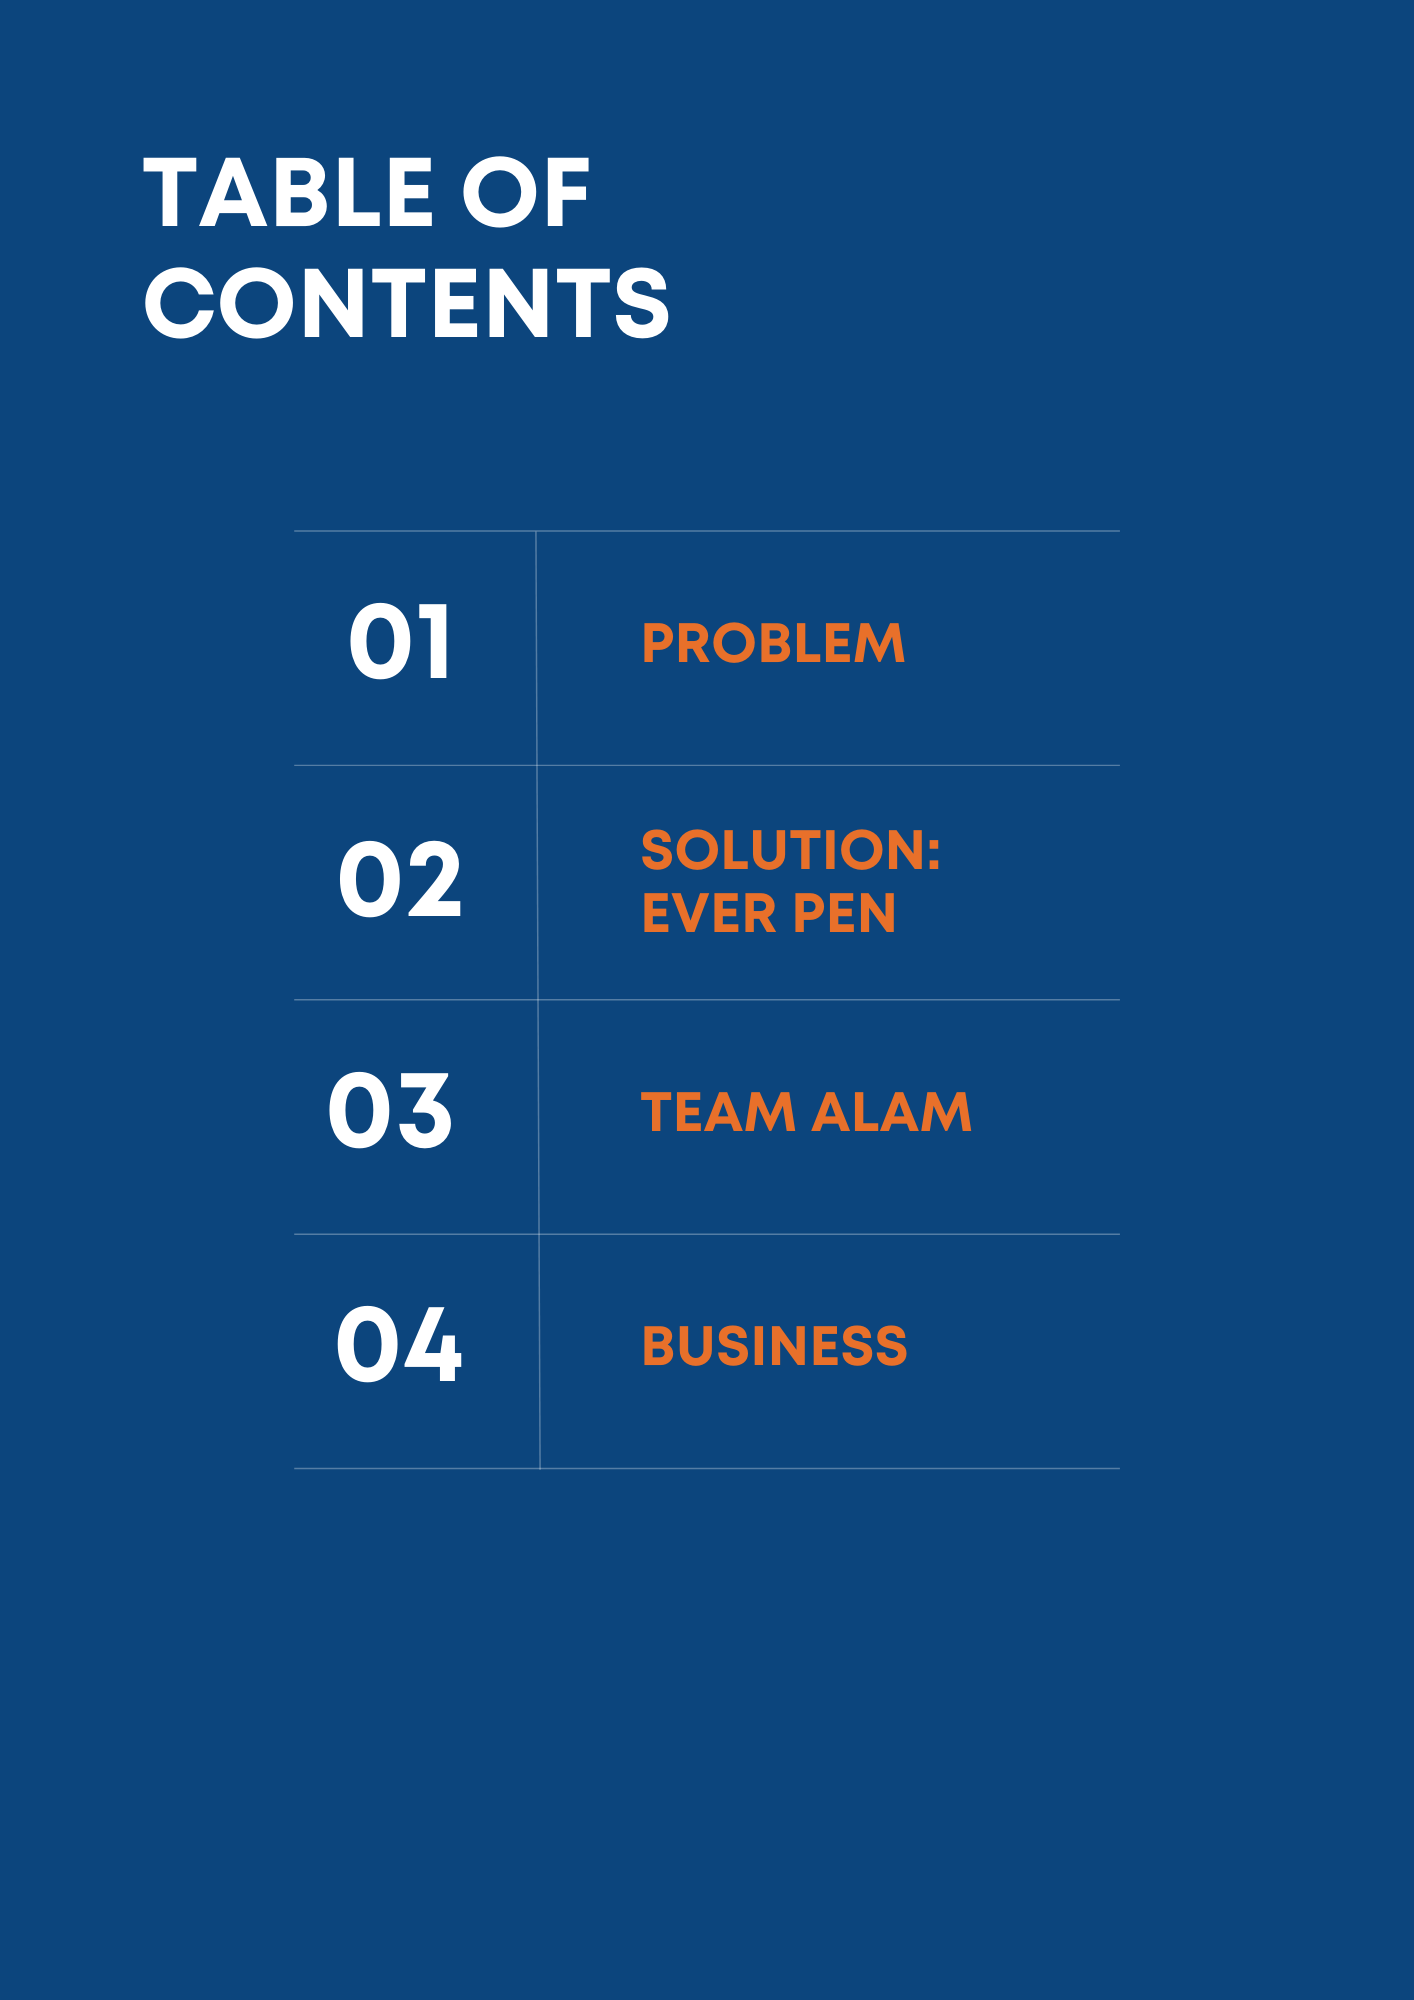 TABLE OF
CONTENTS
01
PROBLEM
02
SOLUTION:
EVER PEN
03
TEAM ALAM
04
BUSINESS